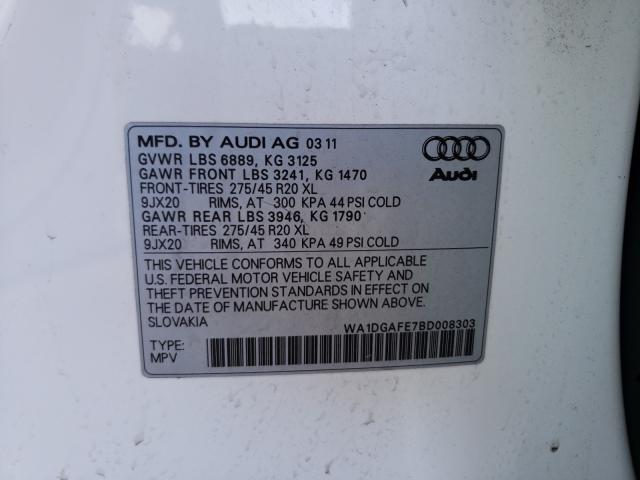 MFD. BY AUDI AG 03 11
GVWR LBS 6889, KG 3125
GAWR FRONT LBS 3241, KG 1470
FRONT-TIRES 275/45 R20 XL
9JX20 RIMS, AT 300 KPA 44 PSI COLD
GAWR REAR LBS 3946, KG 1790
REAR-TIRES 275/45 R20 XL
9JX20 RIMS, AT 340 KPA 49 PSI COLD
Audi
THIS VEHICLE CONFORMS TO ALL APPLICABLE
U.S. FEDERAL MOTOR VEHICLE SAFETY AND
THEFT PREVENTION STANDARDS IN EFFECT ON
THE DATE OF MANUFACTURE SHOWN ABOVE.
SLOVAKIA
WA1DGAFE7BD008303
TYPE:
MPV